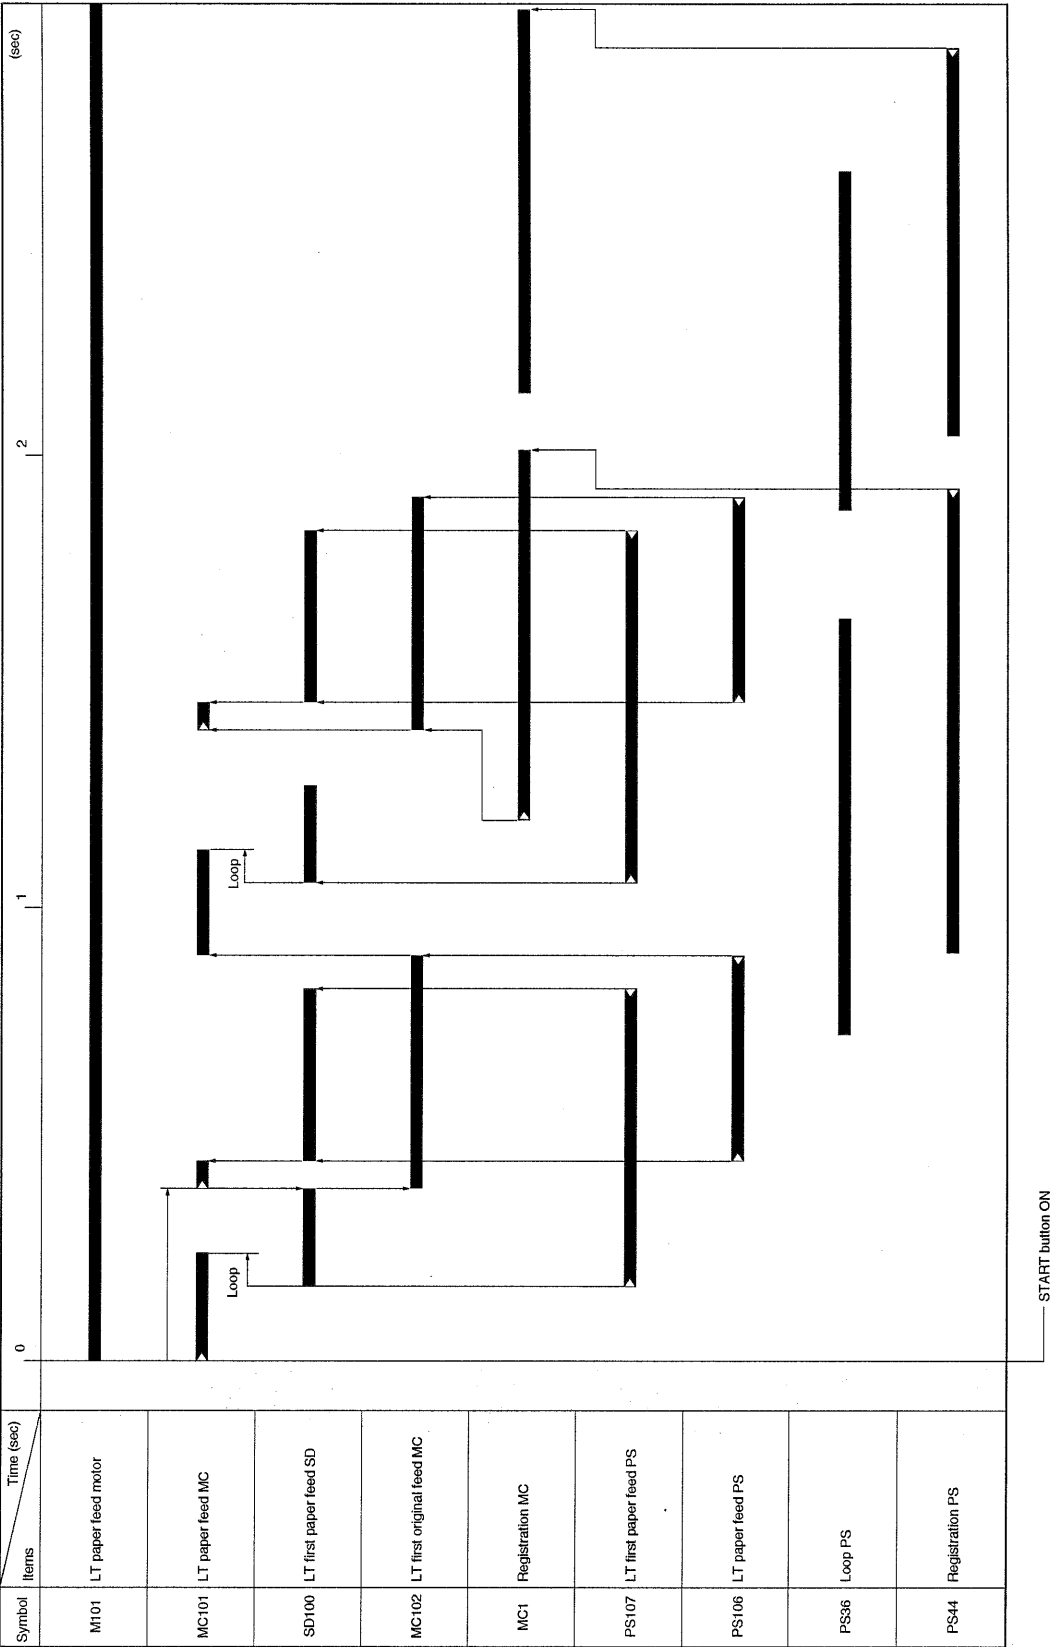 Symbol Items Time (sec) 0 1 2 (sec)
M101 LT paper feed motor
MC101 LT paper feed MC
Loop Loop
SD100 LT first paper feed SD
MC102 LT first original feed MC
MC1 Registration MC
PS107 LT first paper feed PS
PS106 LT paper feed PS
PS36 Loop PS
PS44 Registration PS
START button ON